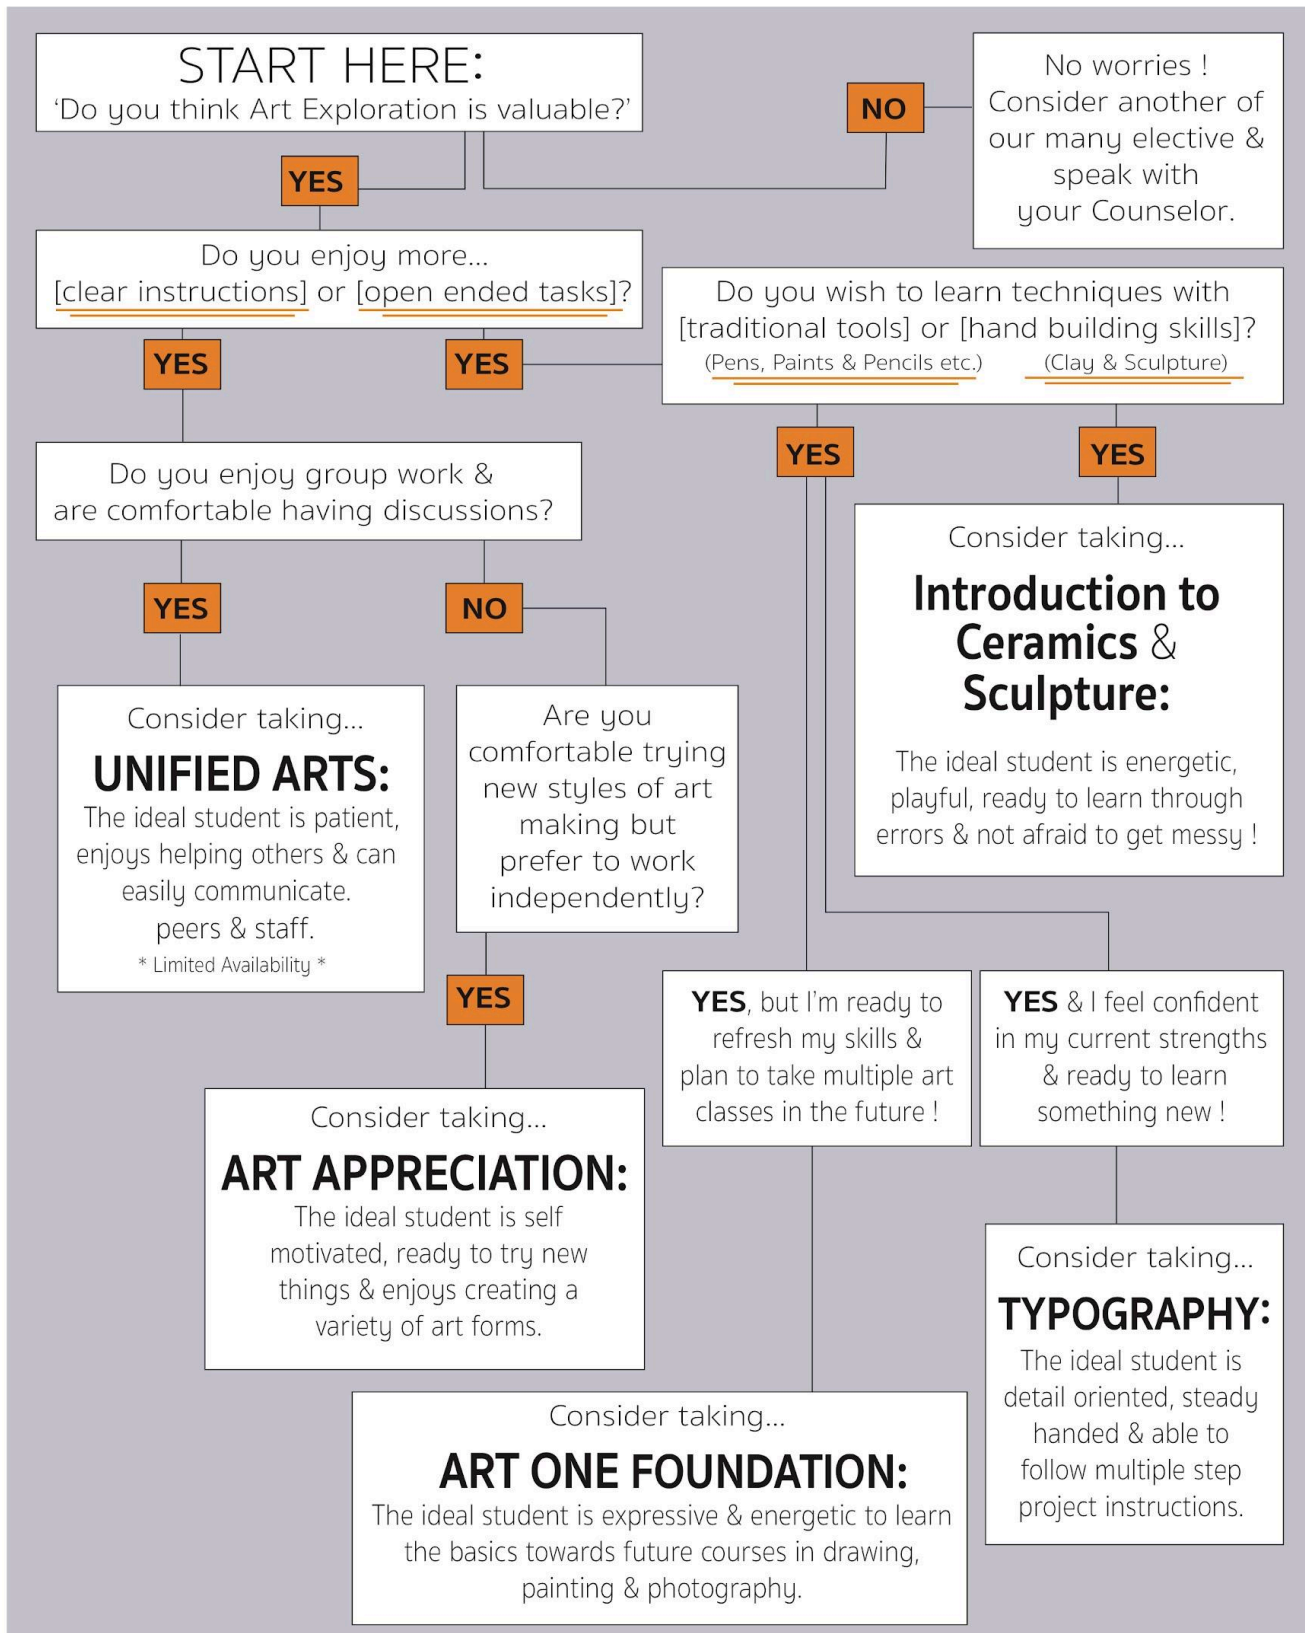 START HERE:
‘Do you think Art Exploration is valuable?’
NO
No worries !
Consider another of
our many elective &
speak with
your Counselor.
YES
Do you enjoy more...
[clear instructions] or [open ended tasks]?
YES
YES
Do you wish to learn techniques with
[traditional tools] or [hand building skills]?
(Pens, Paints & Pencils etc.) (Clay & Sculpture)
YES
YES
Do you enjoy group work &
are comfortable having discussions?
YES
NO
Consider taking...
Introduction to
Ceramics &
Sculpture:
The ideal student is energetic,
playful, ready to learn through
errors & not afraid to get messy !
Consider taking...
UNIFIED ARTS:
The ideal student is patient,
enjoys helping others & can
easily communicate.
peers & staff.
* Limited Availability *
Are you
comfortable trying
new styles of art
making but
prefer to work
independently?
YES
YES, but I’m ready to
refresh my skills &
plan to take multiple art
classes in the future !
YES & I feel confident
in my current strengths
& ready to learn
something new !
Consider taking...
ART APPRECIATION:
The ideal student is self
motivated, ready to try new
things & enjoys creating a
variety of art forms.
Consider taking...
TYPOGRAPHY:
The ideal student is
detail oriented, steady
handed & able to
follow multiple step
project instructions.
Consider taking...
ART ONE FOUNDATION:
The ideal student is expressive & energetic to learn
the basics towards future courses in drawing,
painting & photography.